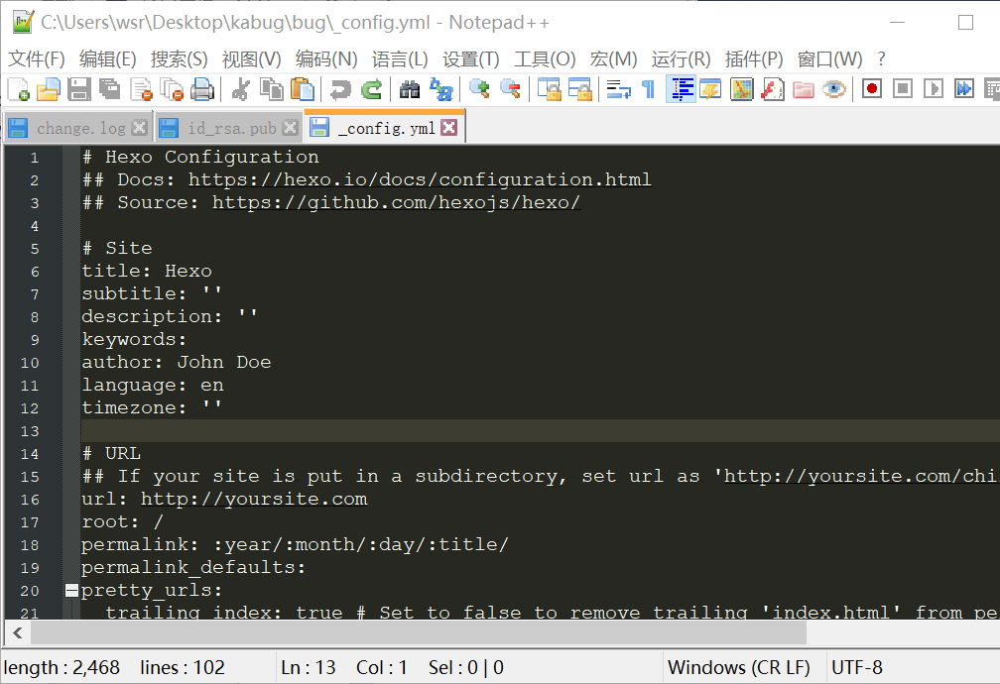 C:\Users\wsr\Desktop\kabug\bug\_config.yml - Notepad++
文件(F) 编辑(E) 搜索(S) 视图(V) 编码(N) 语言(L) 设置(T) 工具(O) 宏(M) 运行(R) 插件(P) 窗口(W) ?
change.log id_rsa.pub _config.yml
1 # Hexo Configuration
2 ## Docs: https://hexo.io/docs/configuration.html
3 ## Source: https://github.com/hexojs/hexo/
4
5 # Site
6 title: Hexo
7 subtitle: ''
8 description: ''
9 keywords:
10 author: John Doe
11 language: en
12 timezone: ''
13
14 # URL
15 ## If your site is put in a subdirectory, set url as 'http://yoursite.com/chi
16 url: http://yoursite.com
17 root: /
18 permalink: :year/:month/:day/:title/
19 permalink_defaults:
20 pretty_urls:
21 trailing_index: true # Set to false to remove trailing 'index.html' from pe
length : 2,468 lines : 102 Ln : 13 Col : 1 Sel : 0 | 0 Windows (CR LF) UTF-8